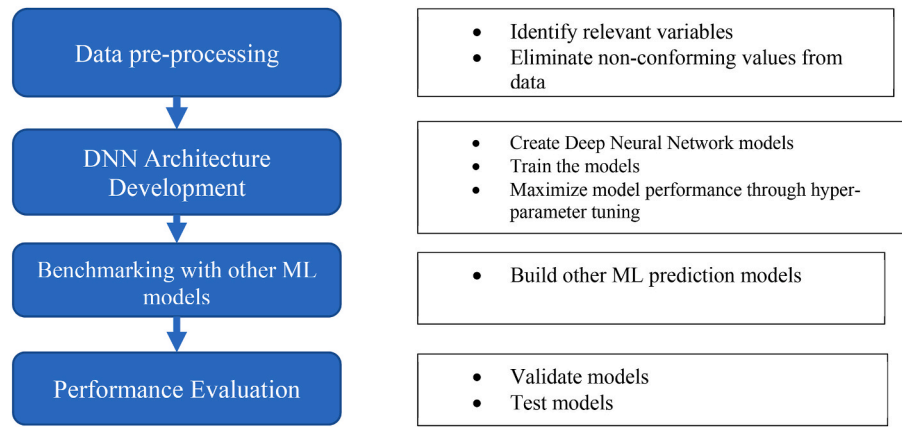 Data pre-processing
• Identify relevant variables
• Eliminate non-conforming values from
data
DNN Architecture
Development
• Create Deep Neural Network models
• Train the models
• Maximize model performance through hyper-
parameter tuning
Benchmarking with other ML
models
• Build other ML prediction models
Performance Evaluation
• Validate models
• Test models